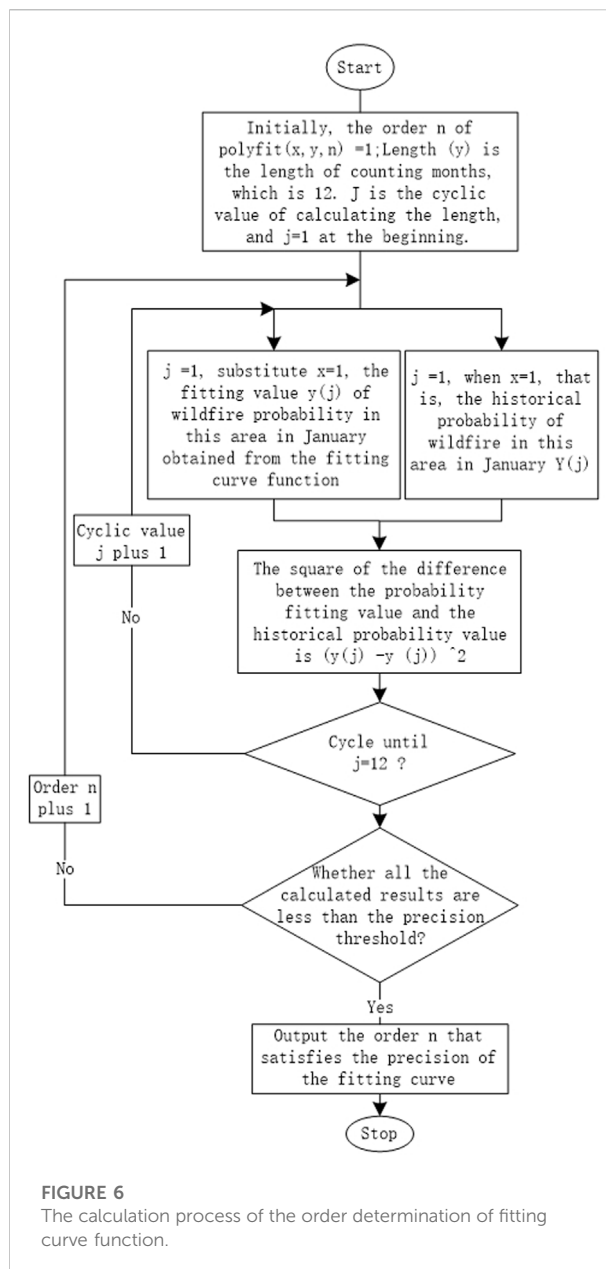 Start
Initially, the order n of
polyfit(x,y,n) =1;Length (y) is
the length of counting months,
which is 12. J is the cyclic
value of calculating the length,
and j=1 at the beginning.
j =1, substitute x=1, the
fitting value y(j) of
wildfire probability in
this area in January
obtained from the fitting
curve function
j =1, when x=1, that
is, the historical
probability of
wildfire in this
area in January Y(j)
Cyclic value
j plus 1
No
The square of the difference
between the probability
fitting value and the
historical probability value
is (y(j) -y (j)) ^2
Cycle until
j=12 ?
Order n
plus 1
No
Whether all the
calculated results are
less than the precision
threshold?
Yes
Output the order n that
satisfies the precision of
the fitting curve
Stop
FIGURE 6
The calculation process of the order determination of fitting
curve function.